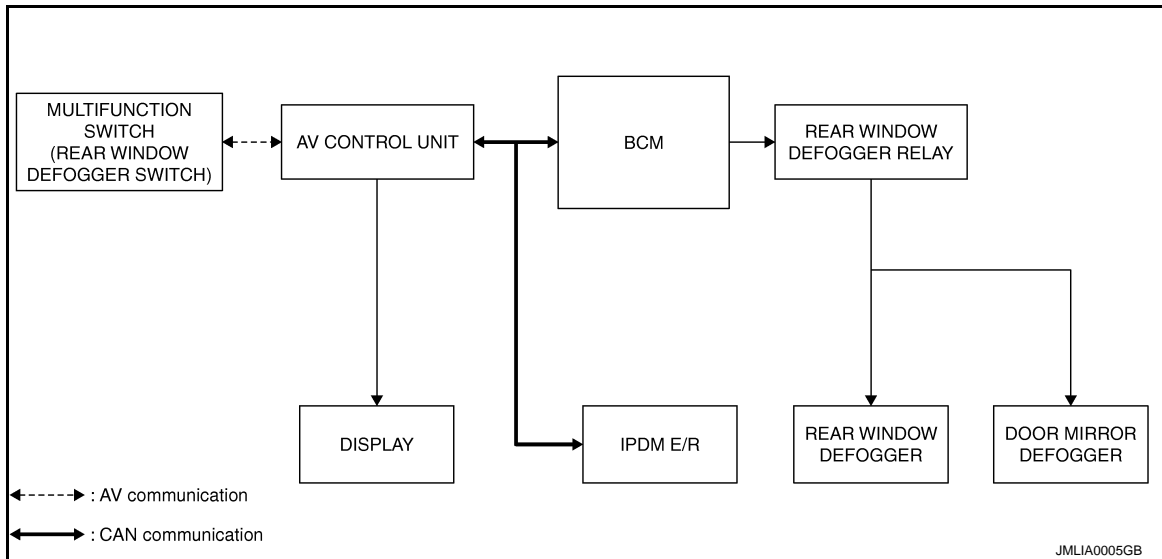 MULTIFUNCTION
SWITCH
(REAR WINDOW
DEFOGGER SWITCH)
AV CONTROL UNIT
BCM
REAR WINDOW
DEFOGGER RELAY
DISPLAY
IPDM E/R
REAR WINDOW
DEFOGGER
DOOR MIRROR
DEFOGGER
: AV communication
: CAN communication
JMLIA0005GB